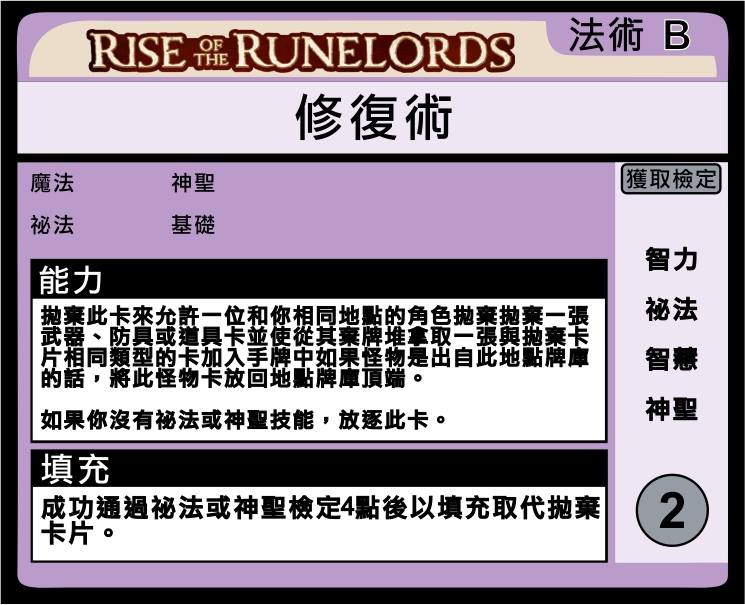 RISE OF THE RUNELORDS
法術 B
修復術
魔法 神聖
祕法 基礎
獲取檢定
智力
祕法
智慧
神聖
2
能力
拋棄此卡來允許一位和你相同地點的角色拋棄拋棄一張
武器、防具或道具卡並使從其棄牌堆拿取一張與拋棄卡
片相同類型的卡加入手牌中如果怪物是出自此地點牌庫
的話，將此怪物卡放回地點牌庫頂端。
如果你沒有祕法或神聖技能，放逐此卡。
填充
成功通過祕法或神聖檢定4點後以填充取代拋棄
卡片。